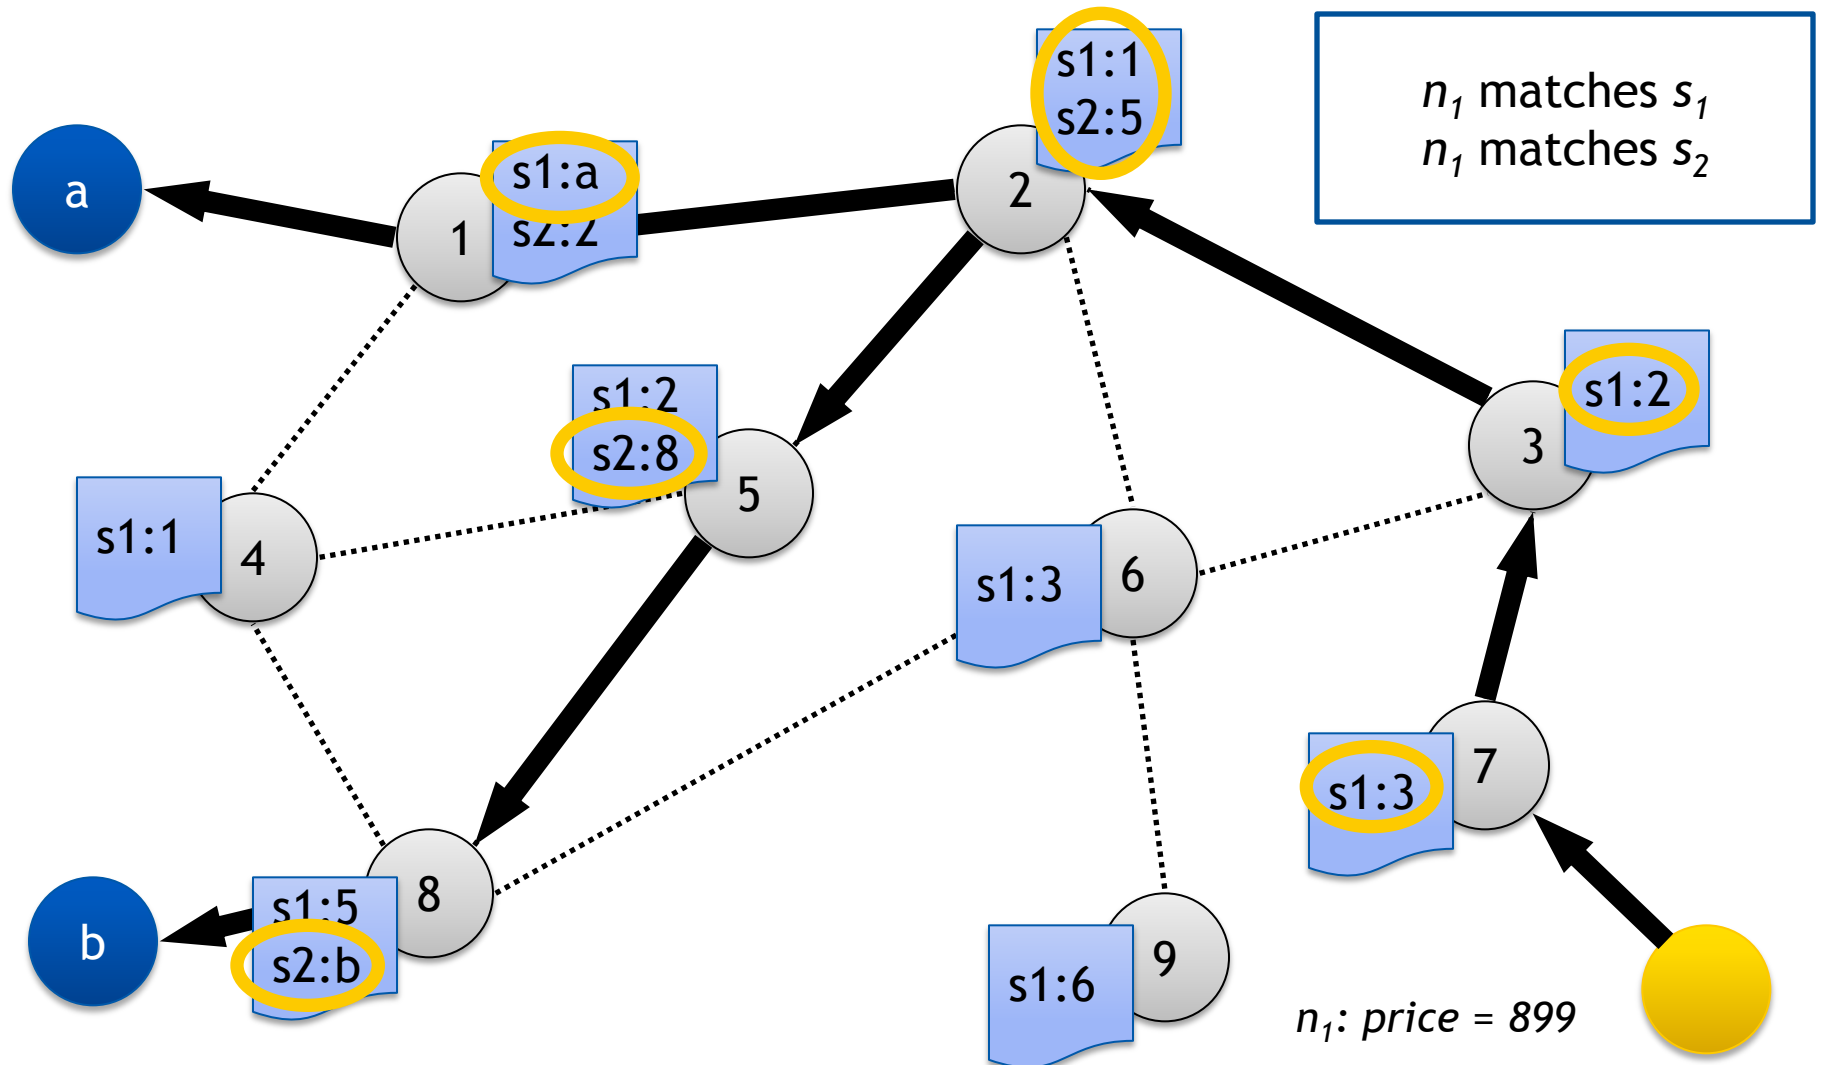 s1:1
s2:5
n1 matches s1
n1 matches s2
a
1
s1:a
s2:2
2
s1:2
s2:8
5
3
s1:2
s1:1
4
s1:3
6
s1:3
7
s1:5
s2:b
8
b
s1:6
9
n1: price = 899